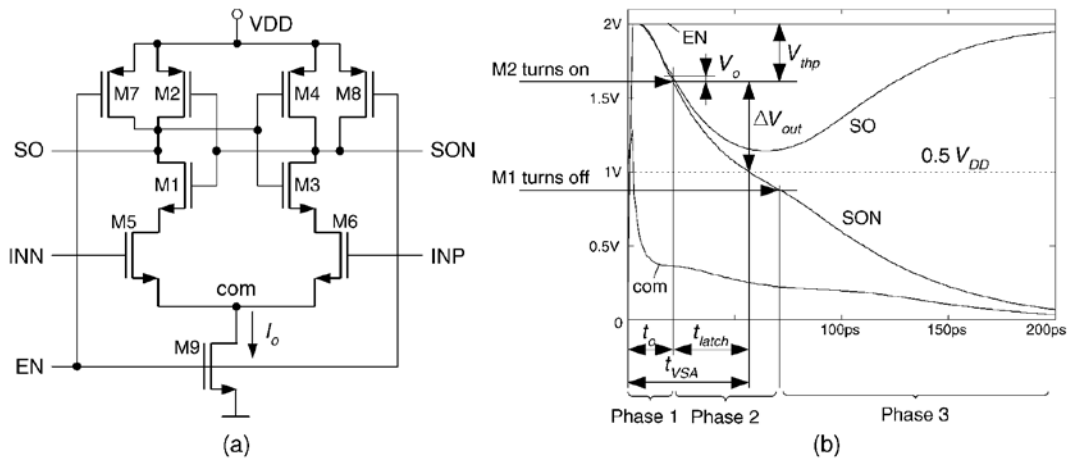 VDD
M7
M2
M4
M8
SO
SON
M1
M3
M5
M6
INN
INP
com
I_o
M9
EN
(a)
2V
EN
V_thp
V_o
M2 turns on
1.5V
ΔV_out
SO
0.5 V_DD
1V
M1 turns off
SON
0.5V
com
0
100ps
150ps
200ps
t_o
t_latch
t_VSA
Phase 1
Phase 2
Phase 3
(b)